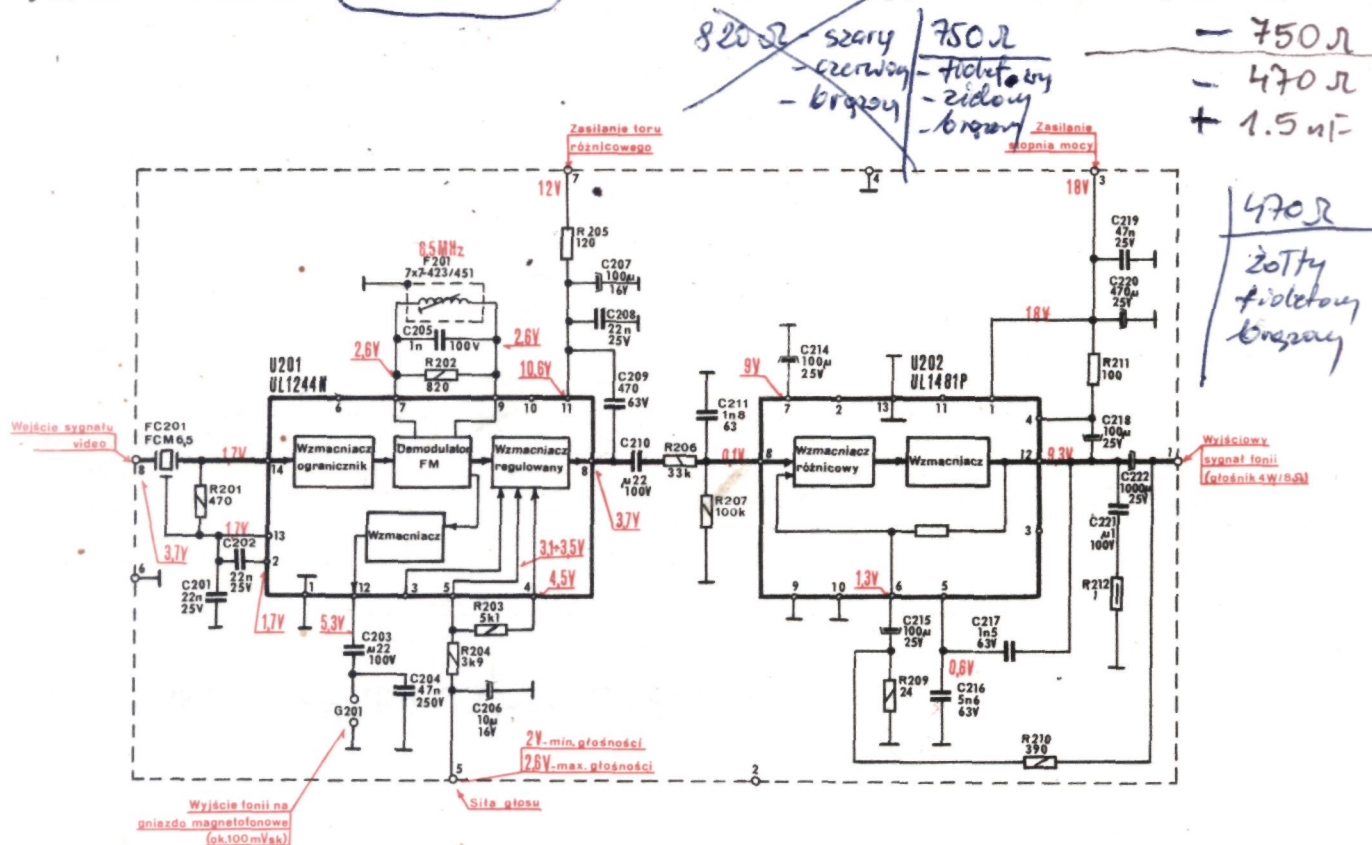 820 Ω - szary
- czerwony
- brązowy
750 Ω
- fioletowy
- zielony
- brązowy
— 750 Ω
— 470 Ω
+ 1.5 nF
470 Ω
żółty
fioletowy
brązowy
Zasilanie toru
różnicowego
Zasilanie
stopnia mocy
7
12V
4
18V
3
R205
120
8,5MHz
F201
7x7-423/451
C207
100µ
16V
C208
22n
25V
C205
1n
100V
2,6V
2,6V
R202
820
U201
UL1244N
10,6V
C209
470
63V
6
7
9
10
11
C219
47n
25V
C220
470µ
25V
18V
R211
100
C214
100µ
25V
9V
U202
UL1481P
7
2
13
11
1
C211
1n8
63
4
C218
100µ
25V
Wejście sygnału
video
8
FC201
FCM6,5
1,7V
14
Wzmacniacz
ogranicznik
Demodulator
FM
Wzmacniacz
regulowany
8
C210
µ22
100V
R206
33k
0,1V
8
Wzmacniacz
różnicowy
Wzmacniacz
12
9,3V
1
Wyjściowy
sygnał fonii
(głośnik 4W/8Ω)
C222
1000µ
25V
R201
470
3,7V
1,7V
13
C202
22n
25V
2
C201
22n
25V
6
1,7V
Wzmacniacz
3,1÷3,5V
3,7V
4,5V
R207
100k
3
C221
µ1
100V
R212
1
1
12
3
5
4
5,3V
R203
5k1
R204
3k9
C203
µ22
100V
C204
47n
250V
G201
C206
10µ
16V
9
10
6
5
1,3V
C215
100µ
25V
C217
1n5
63V
0,6V
R209
24
C216
5n6
63V
R210
390
2V-min. głośności
2,6V-max. głośności
5
2
Siła głosu
Wyjście fonii na
gniazdo magnetofonowe
(ok.100mVsk)